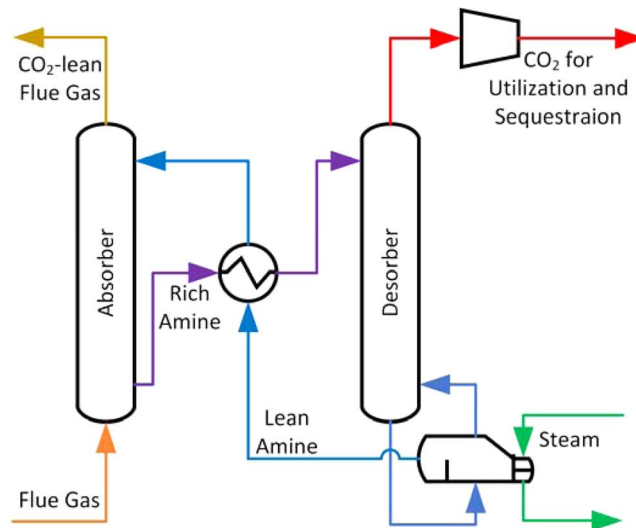 CO₂-lean
Flue Gas
CO₂ for
Utilization and
Sequestraion
Absorber
Desorber
Rich
Amine
Lean
Amine
Steam
Flue Gas